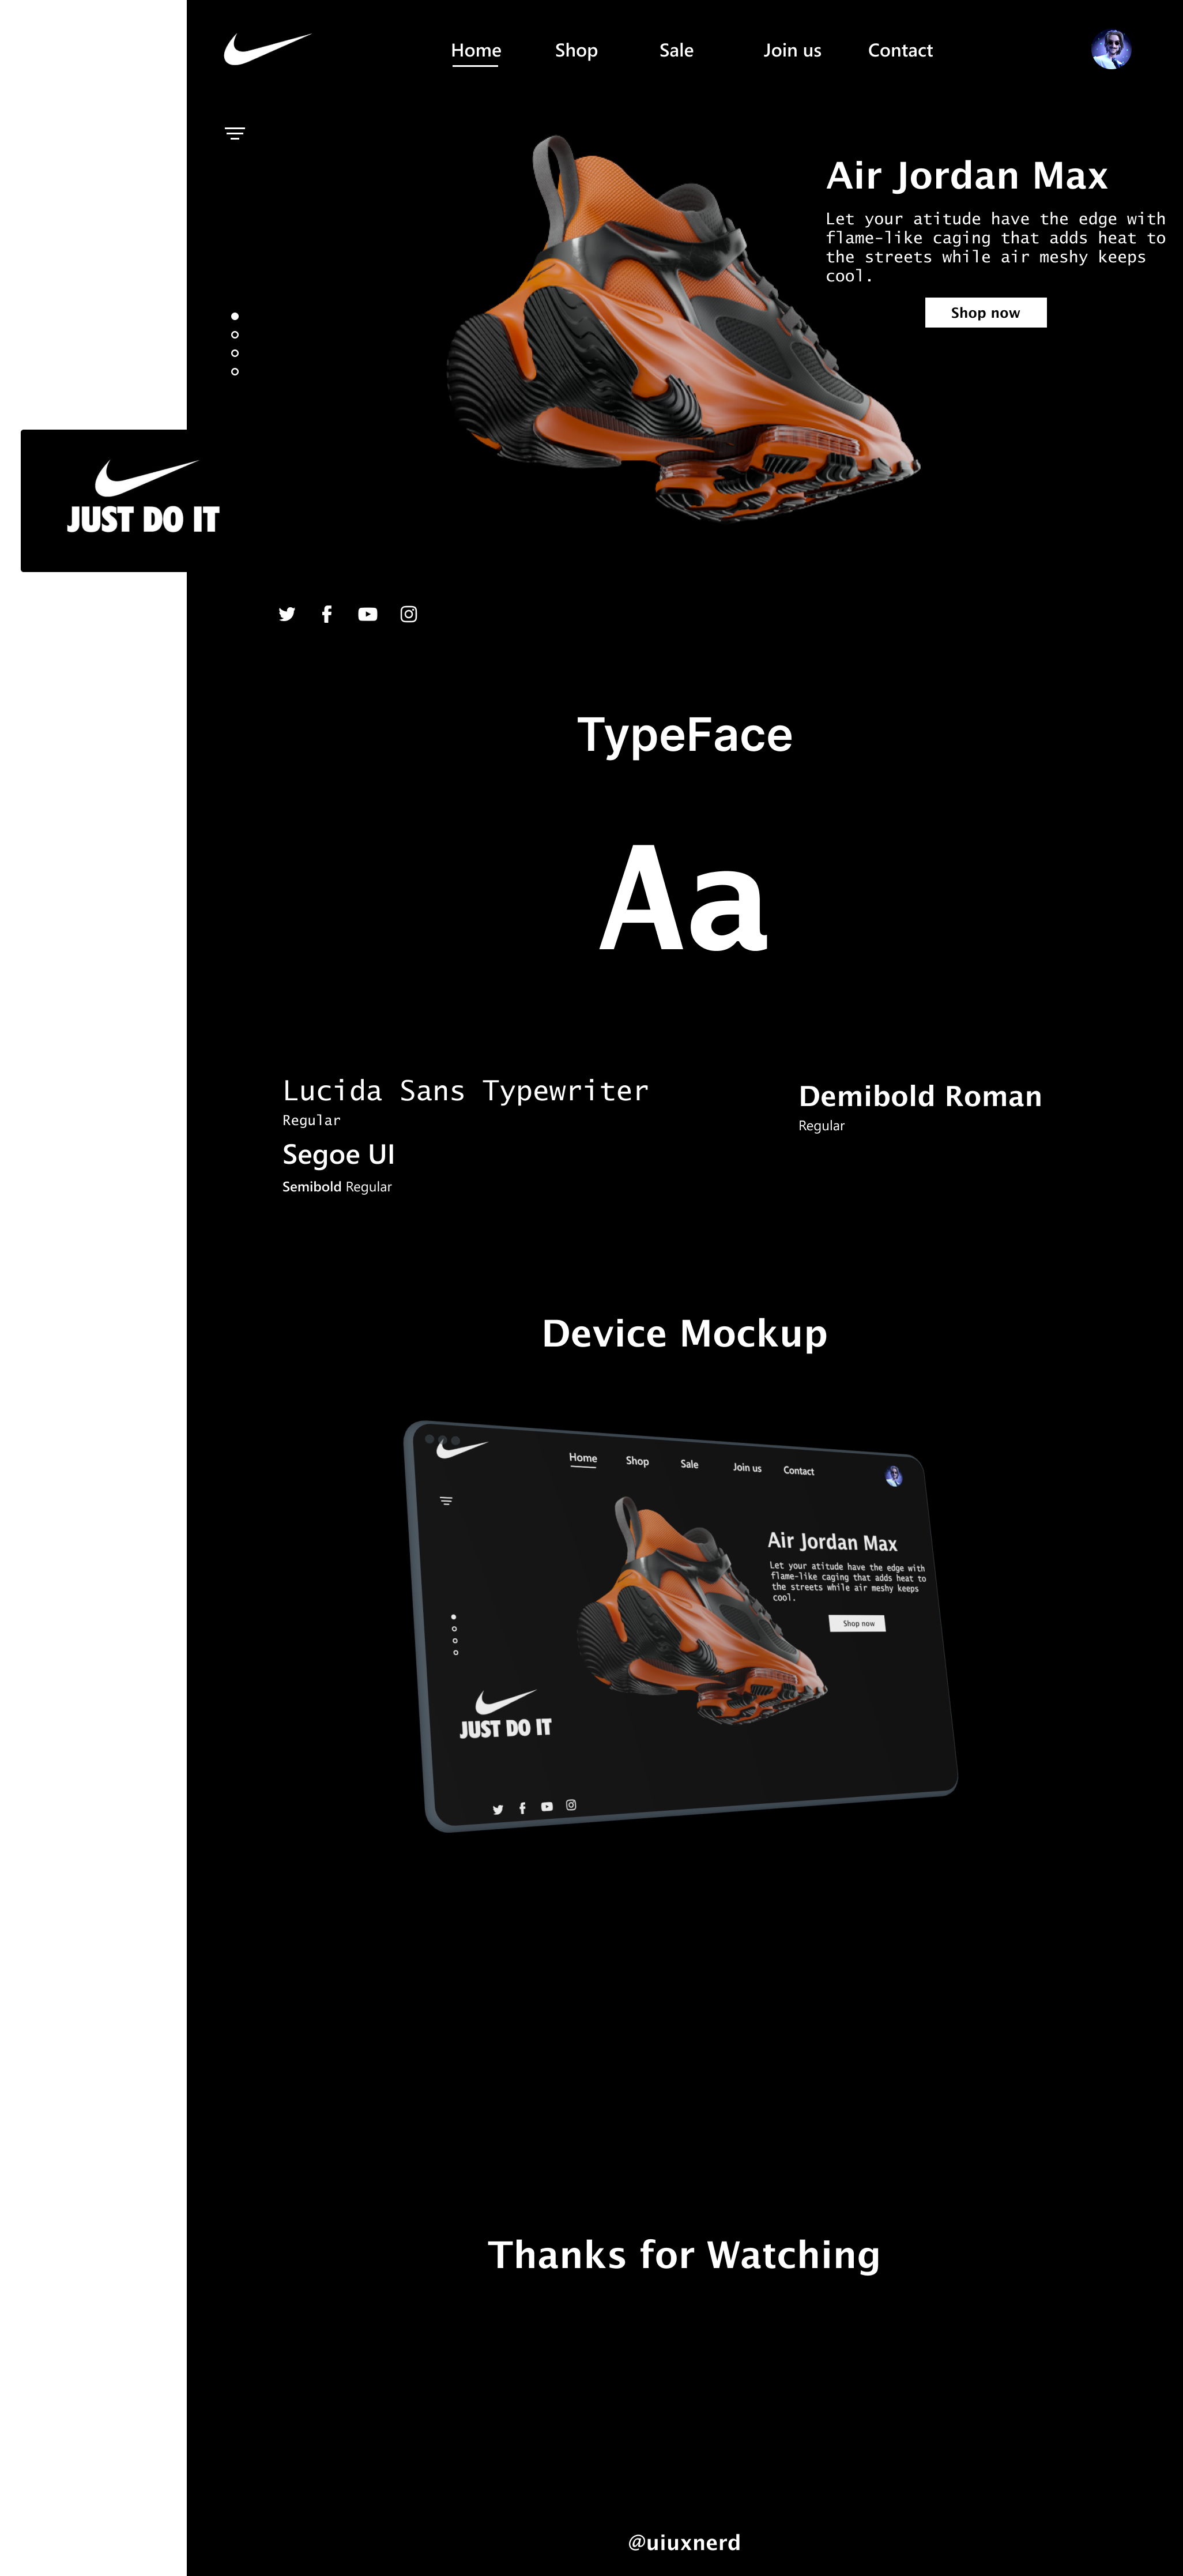 Home Shop Sale Join us Contact
Air Jordan Max
Let your atitude have the edge with
flame-like caging that adds heat to
the streets while air meshy keeps
cool.
Shop now
JUST DO IT
TypeFace
Aa
Lucida Sans Typewriter
Regular
Segoe UI
Semibold Regular
Demibold Roman
Regular
Device Mockup
Home Shop Sale Join us Contact
Air Jordan Max
Let your atitude have the edge with
flame-like caging that adds heat to
the streets while air meshy keeps
cool.
Shop now
JUST DO IT
Thanks for Watching
@uiuxnerd